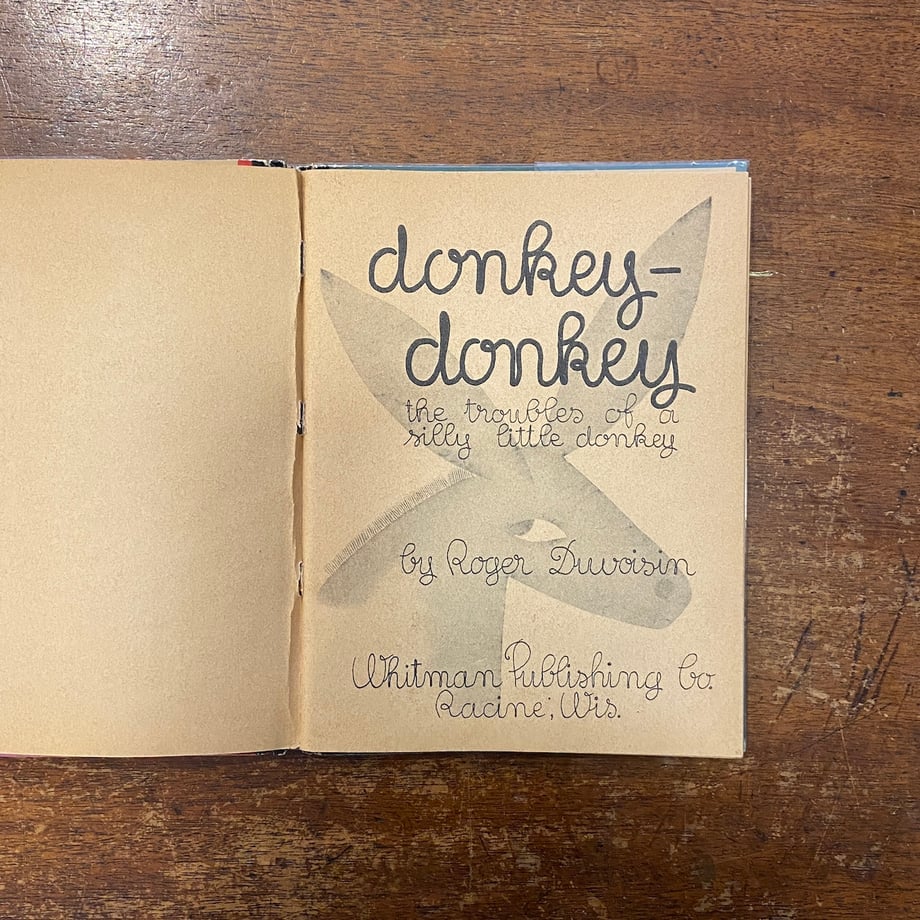 donkey-
donkey
the troubles of a
silly little donkey
by Roger Duvoisin
Whitman Publishing Co.
Racine, Wis.